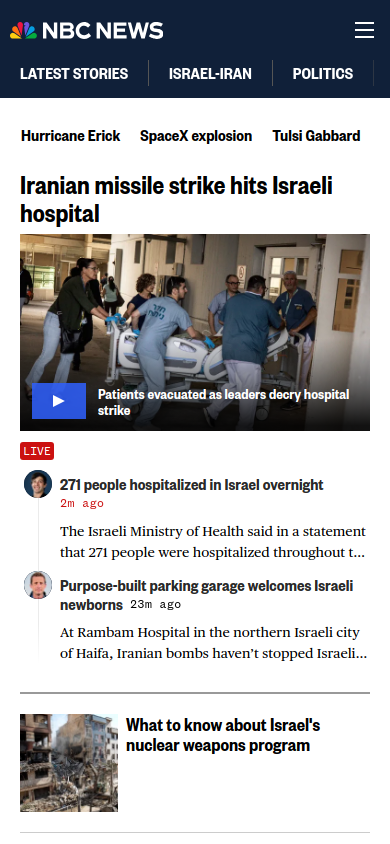 NBC NEWS
LATEST STORIES
ISRAEL-IRAN
POLITICS
Hurricane Erick
SpaceX explosion
Tulsi Gabbard
Iranian missile strike hits Israeli
hospital
Patients evacuated as leaders decry hospital
strike
LIVE
271 people hospitalized in Israel overnight
2m ago
The Israeli Ministry of Health said in a statement
that 271 people were hospitalized throughout t...
Purpose-built parking garage welcomes Israeli
newborns 23m ago
At Rambam Hospital in the northern Israeli city
of Haifa, Iranian bombs haven't stopped Israeli...
What to know about Israel's
nuclear weapons program